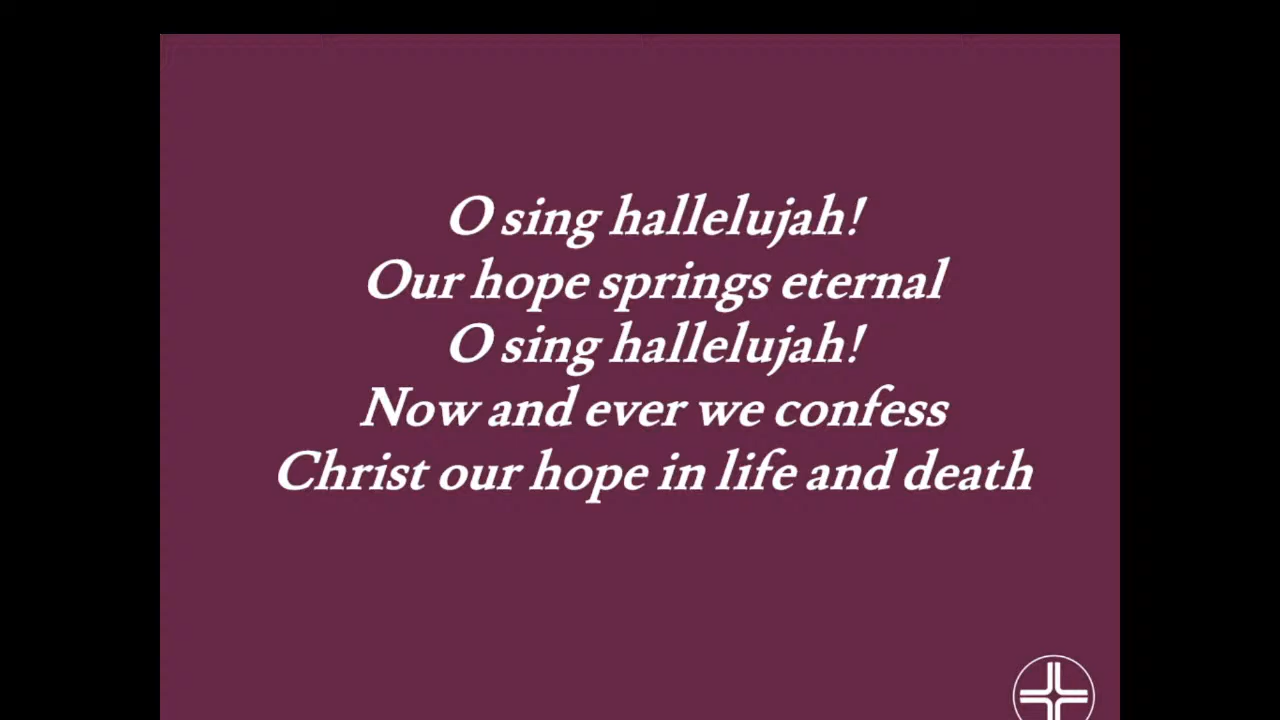 O sing hallelujah!
Our hope springs eternal
O sing hallelujah!
Now and ever we confess
Christ our hope in life and death